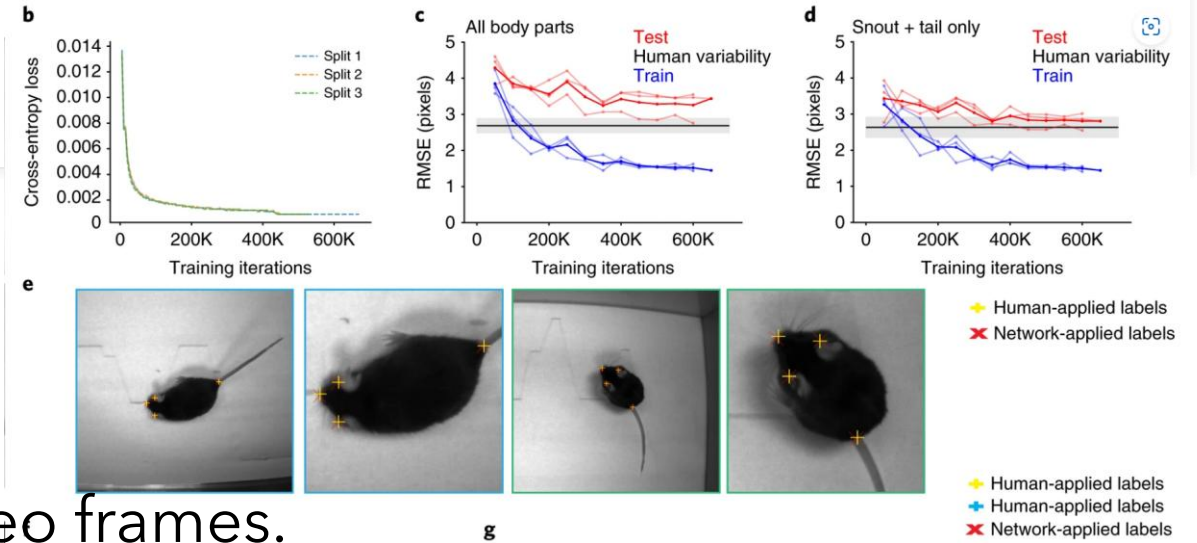 b
0.014
0.012
0.010
0.008
0.006
0.004
0.002
0
Cross-entropy loss
Split 1
Split 2
Split 3
0 200K 400K 600K
Training iterations
c All body parts
Test
Human variability
Train
5
4
3
2
1
0
RMSE (pixels)
0 200K 400K 600K
Training iterations
d Snout + tail only
Test
Human variability
Train
5
4
3
2
1
0
RMSE (pixels)
0 200K 400K 600K
Training iterations
e
Human-applied labels
Network-applied labels
Human-applied labels
Human-applied labels
Network-applied labels
eo frames.
g